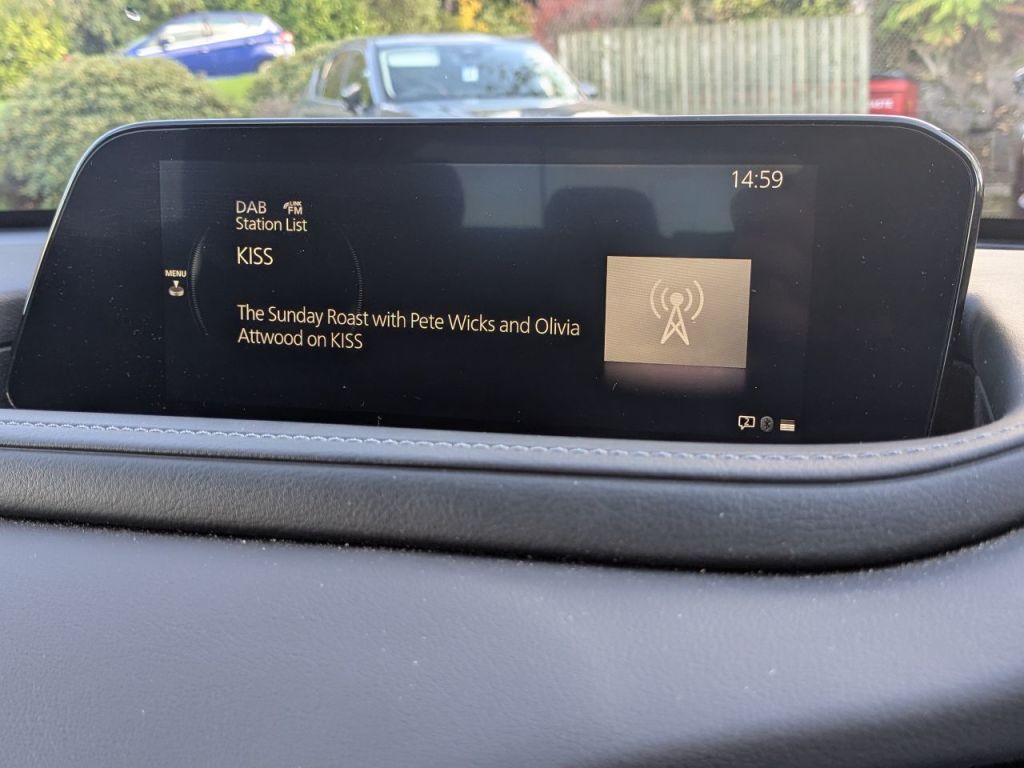 14:59
DAB LINK FM
Station List
KISS
MENU
The Sunday Roast with Pete Wicks and Olivia
Attwood on KISS
2